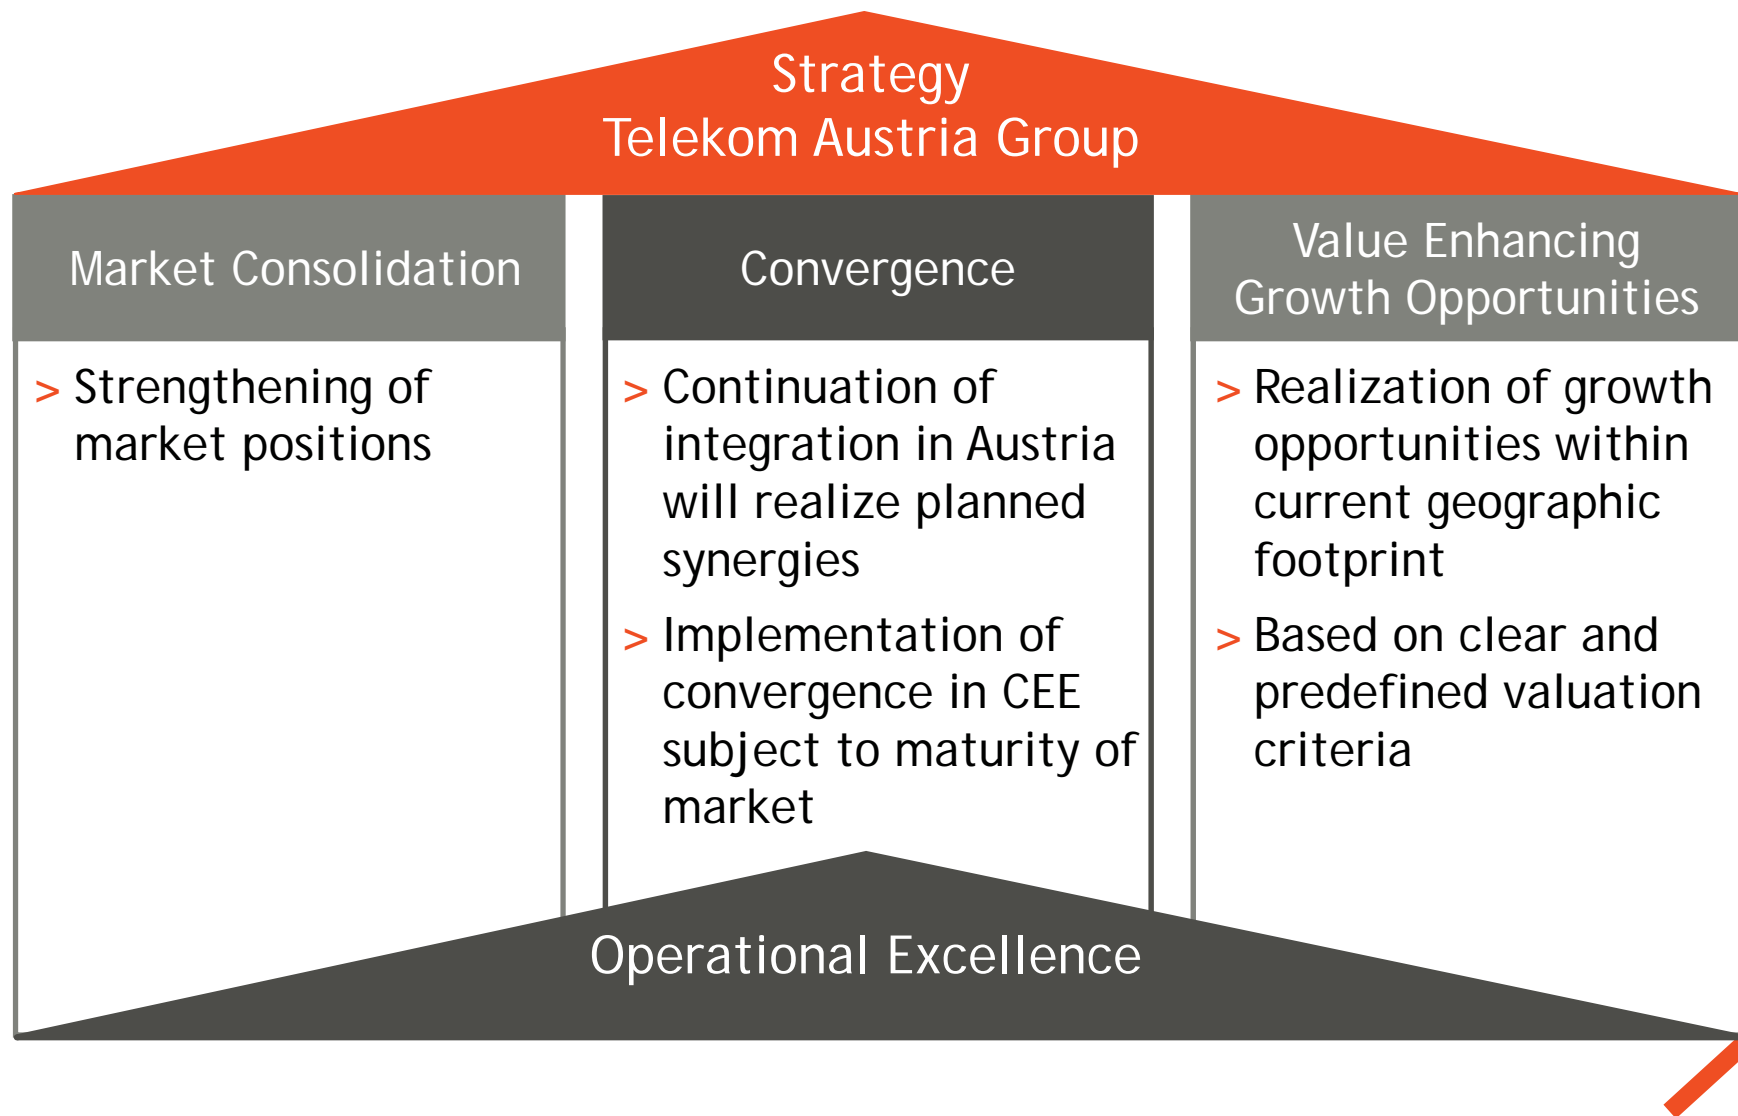 Strategy
Telekom Austria Group
Market Consolidation
> Strengthening of
market positions
Convergence
> Continuation of
integration in Austria
will realize planned
synergies
> Implementation of
convergence in CEE
subject to maturity of
market
Value Enhancing
Growth Opportunities
> Realization of growth
opportunities within
current geographic
footprint
> Based on clear and
predefined valuation
criteria
Operational Excellence